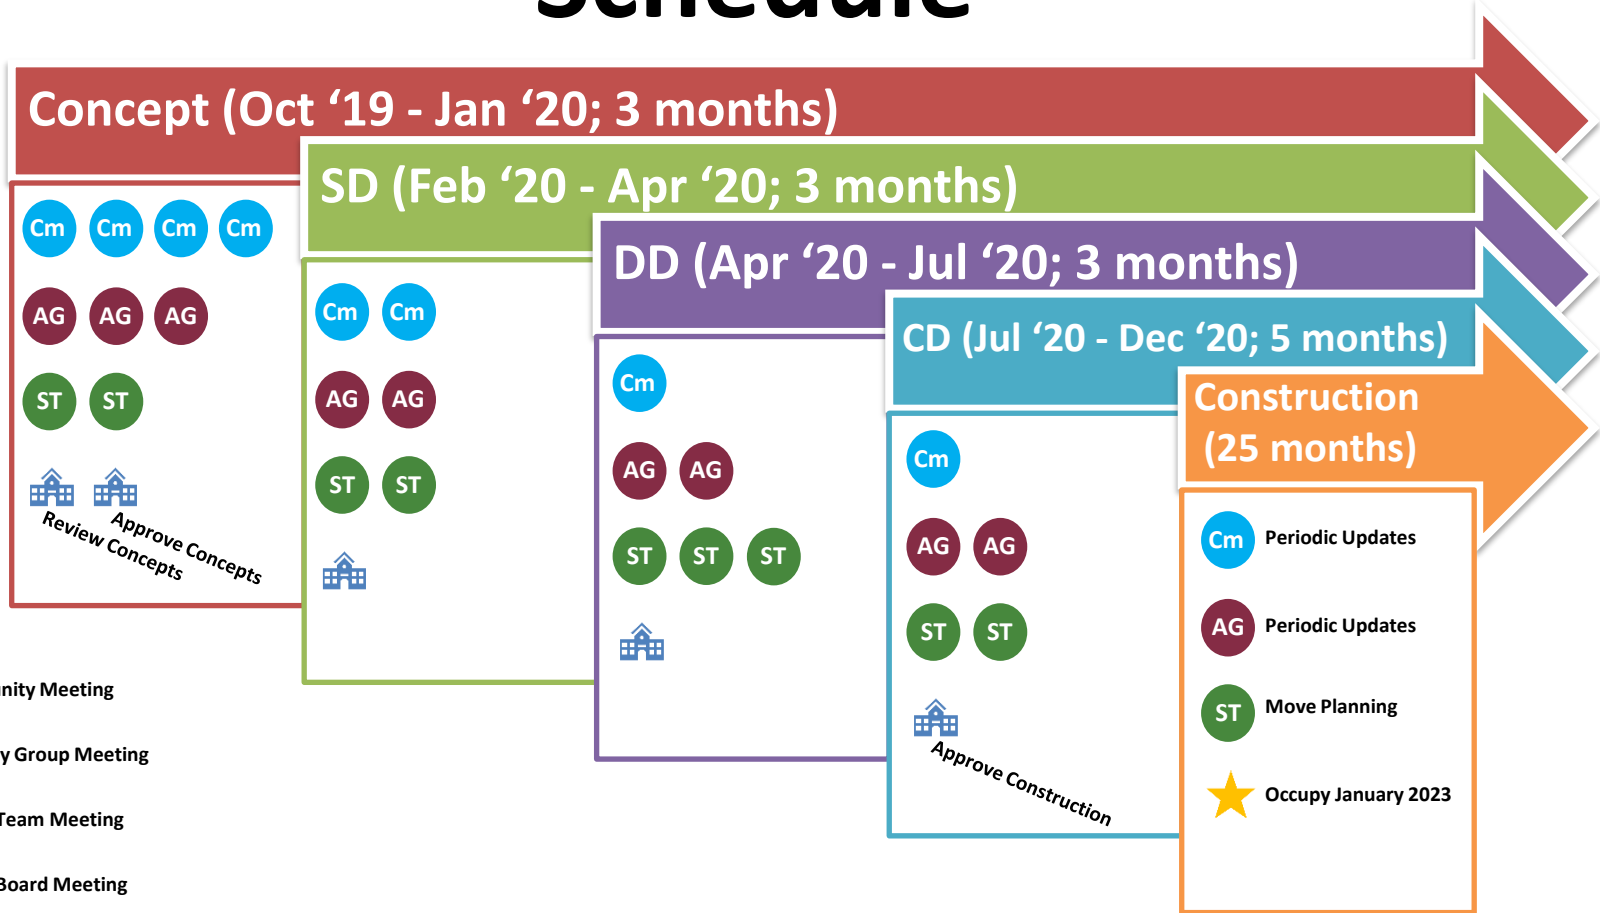 Schedule
Concept (Oct ‘19 - Jan ‘20; 3 months)
Cm Cm Cm Cm
AG AG AG
ST ST
Review Concepts
Approve Concepts
SD (Feb ‘20 - Apr ‘20; 3 months)
Cm Cm
AG AG
ST ST
DD (Apr ‘20 - Jul ‘20; 3 months)
Cm
AG AG
ST ST ST
CD (Jul ‘20 - Dec ‘20; 5 months)
Cm
AG AG
ST ST
Approve Construction
Construction
(25 months)
Cm Periodic Updates
AG Periodic Updates
ST Move Planning
Occupy January 2023
nity Meeting
y Group Meeting
Team Meeting
Board Meeting